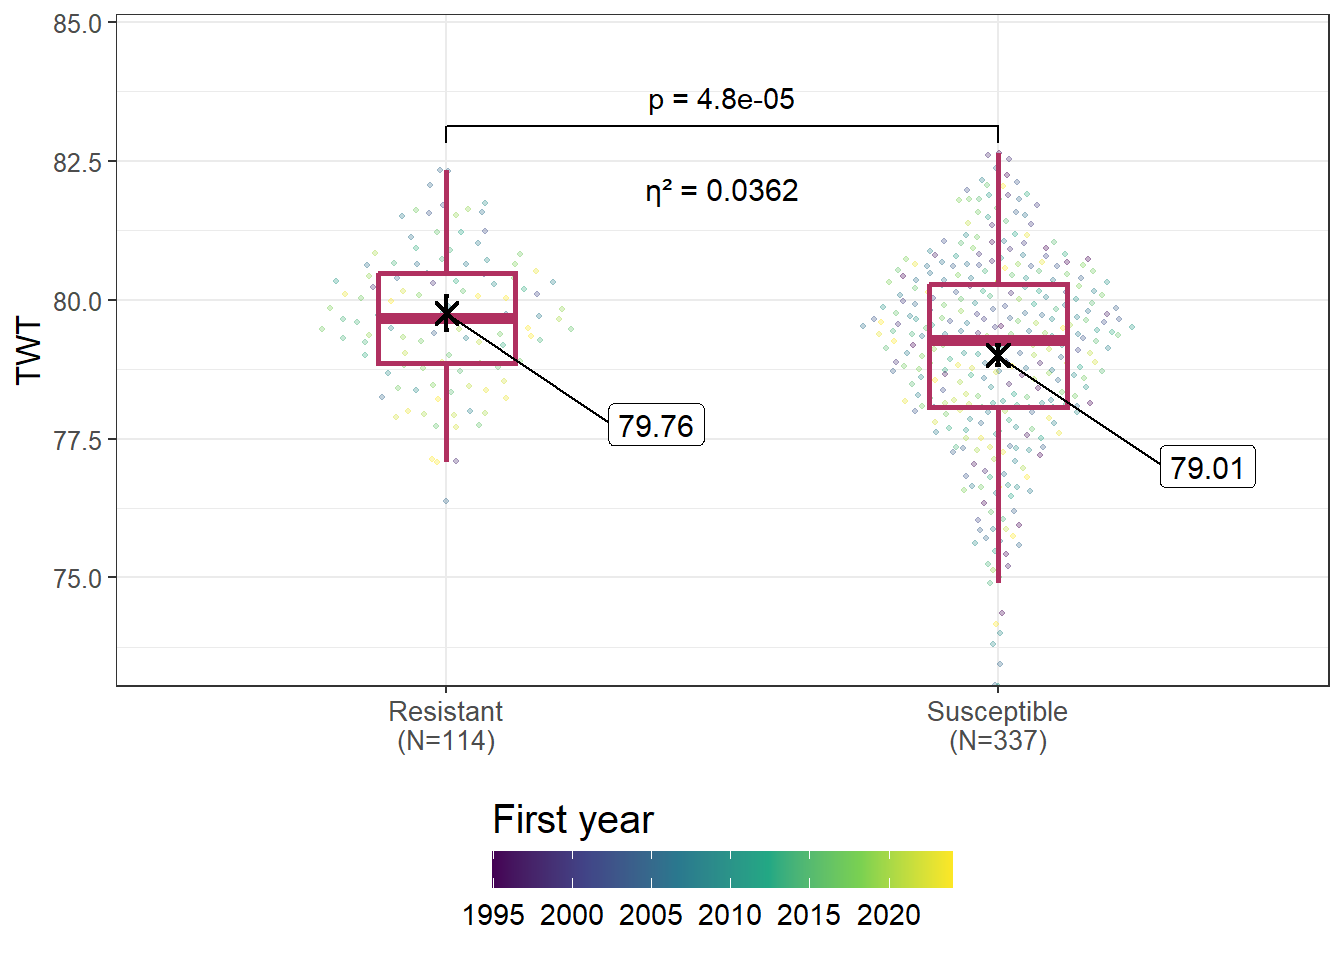 85.0
p = 4.8e-05
82.5
η² = 0.0362
80.0
TWT
79.76
77.5
79.01
75.0
Resistant
(N=114)
Susceptible
(N=337)
First year
1995 2000 2005 2010 2015 2020